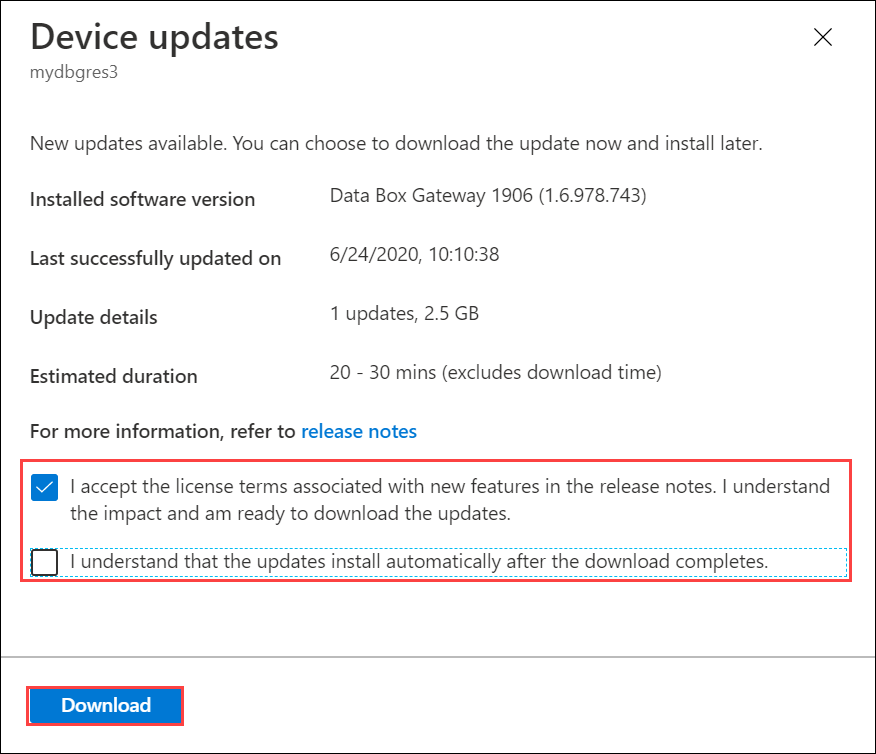 Device updates
mydbgres3
New updates available. You can choose to download the update now and install later.
Installed software version Data Box Gateway 1906 (1.6.978.743)
Last successfully updated on 6/24/2020, 10:10:38
Update details 1 updates, 2.5 GB
Estimated duration 20 - 30 mins (excludes download time)
For more information, refer to release notes
I accept the license terms associated with new features in the release notes. I understand
the impact and am ready to download the updates.
I understand that the updates install automatically after the download completes.
Download